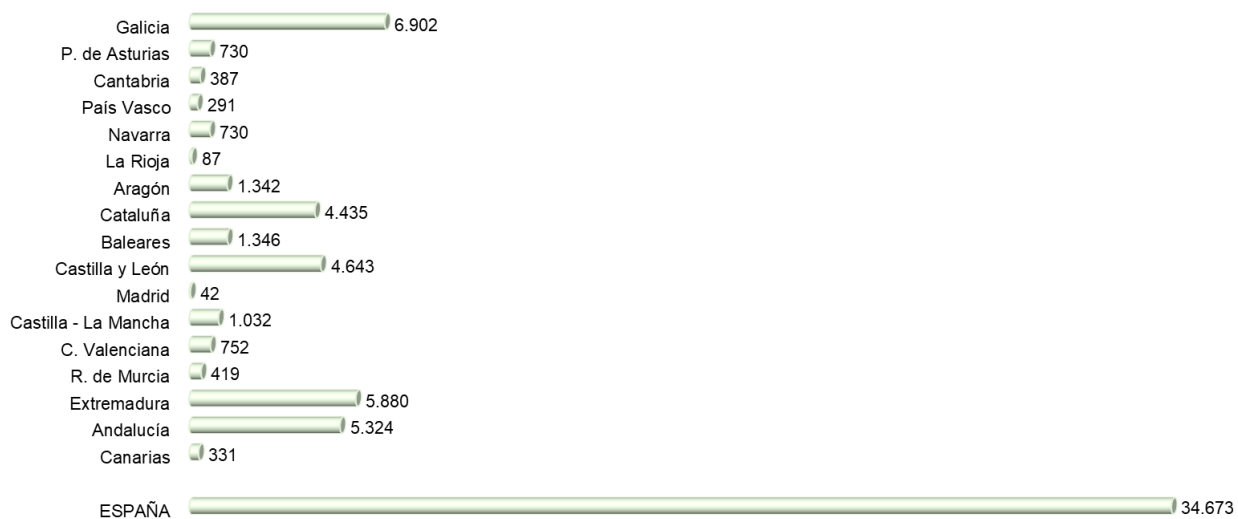 Galicia 6.902
P. de Asturias 730
Cantabria 387
País Vasco 291
Navarra 730
La Rioja 87
Aragón 1.342
Cataluña 4.435
Baleares 1.346
Castilla y León 4.643
Madrid 42
Castilla - La Mancha 1.032
C. Valenciana 752
R. de Murcia 419
Extremadura 5.880
Andalucía 5.324
Canarias 331
ESPAÑA 34.673